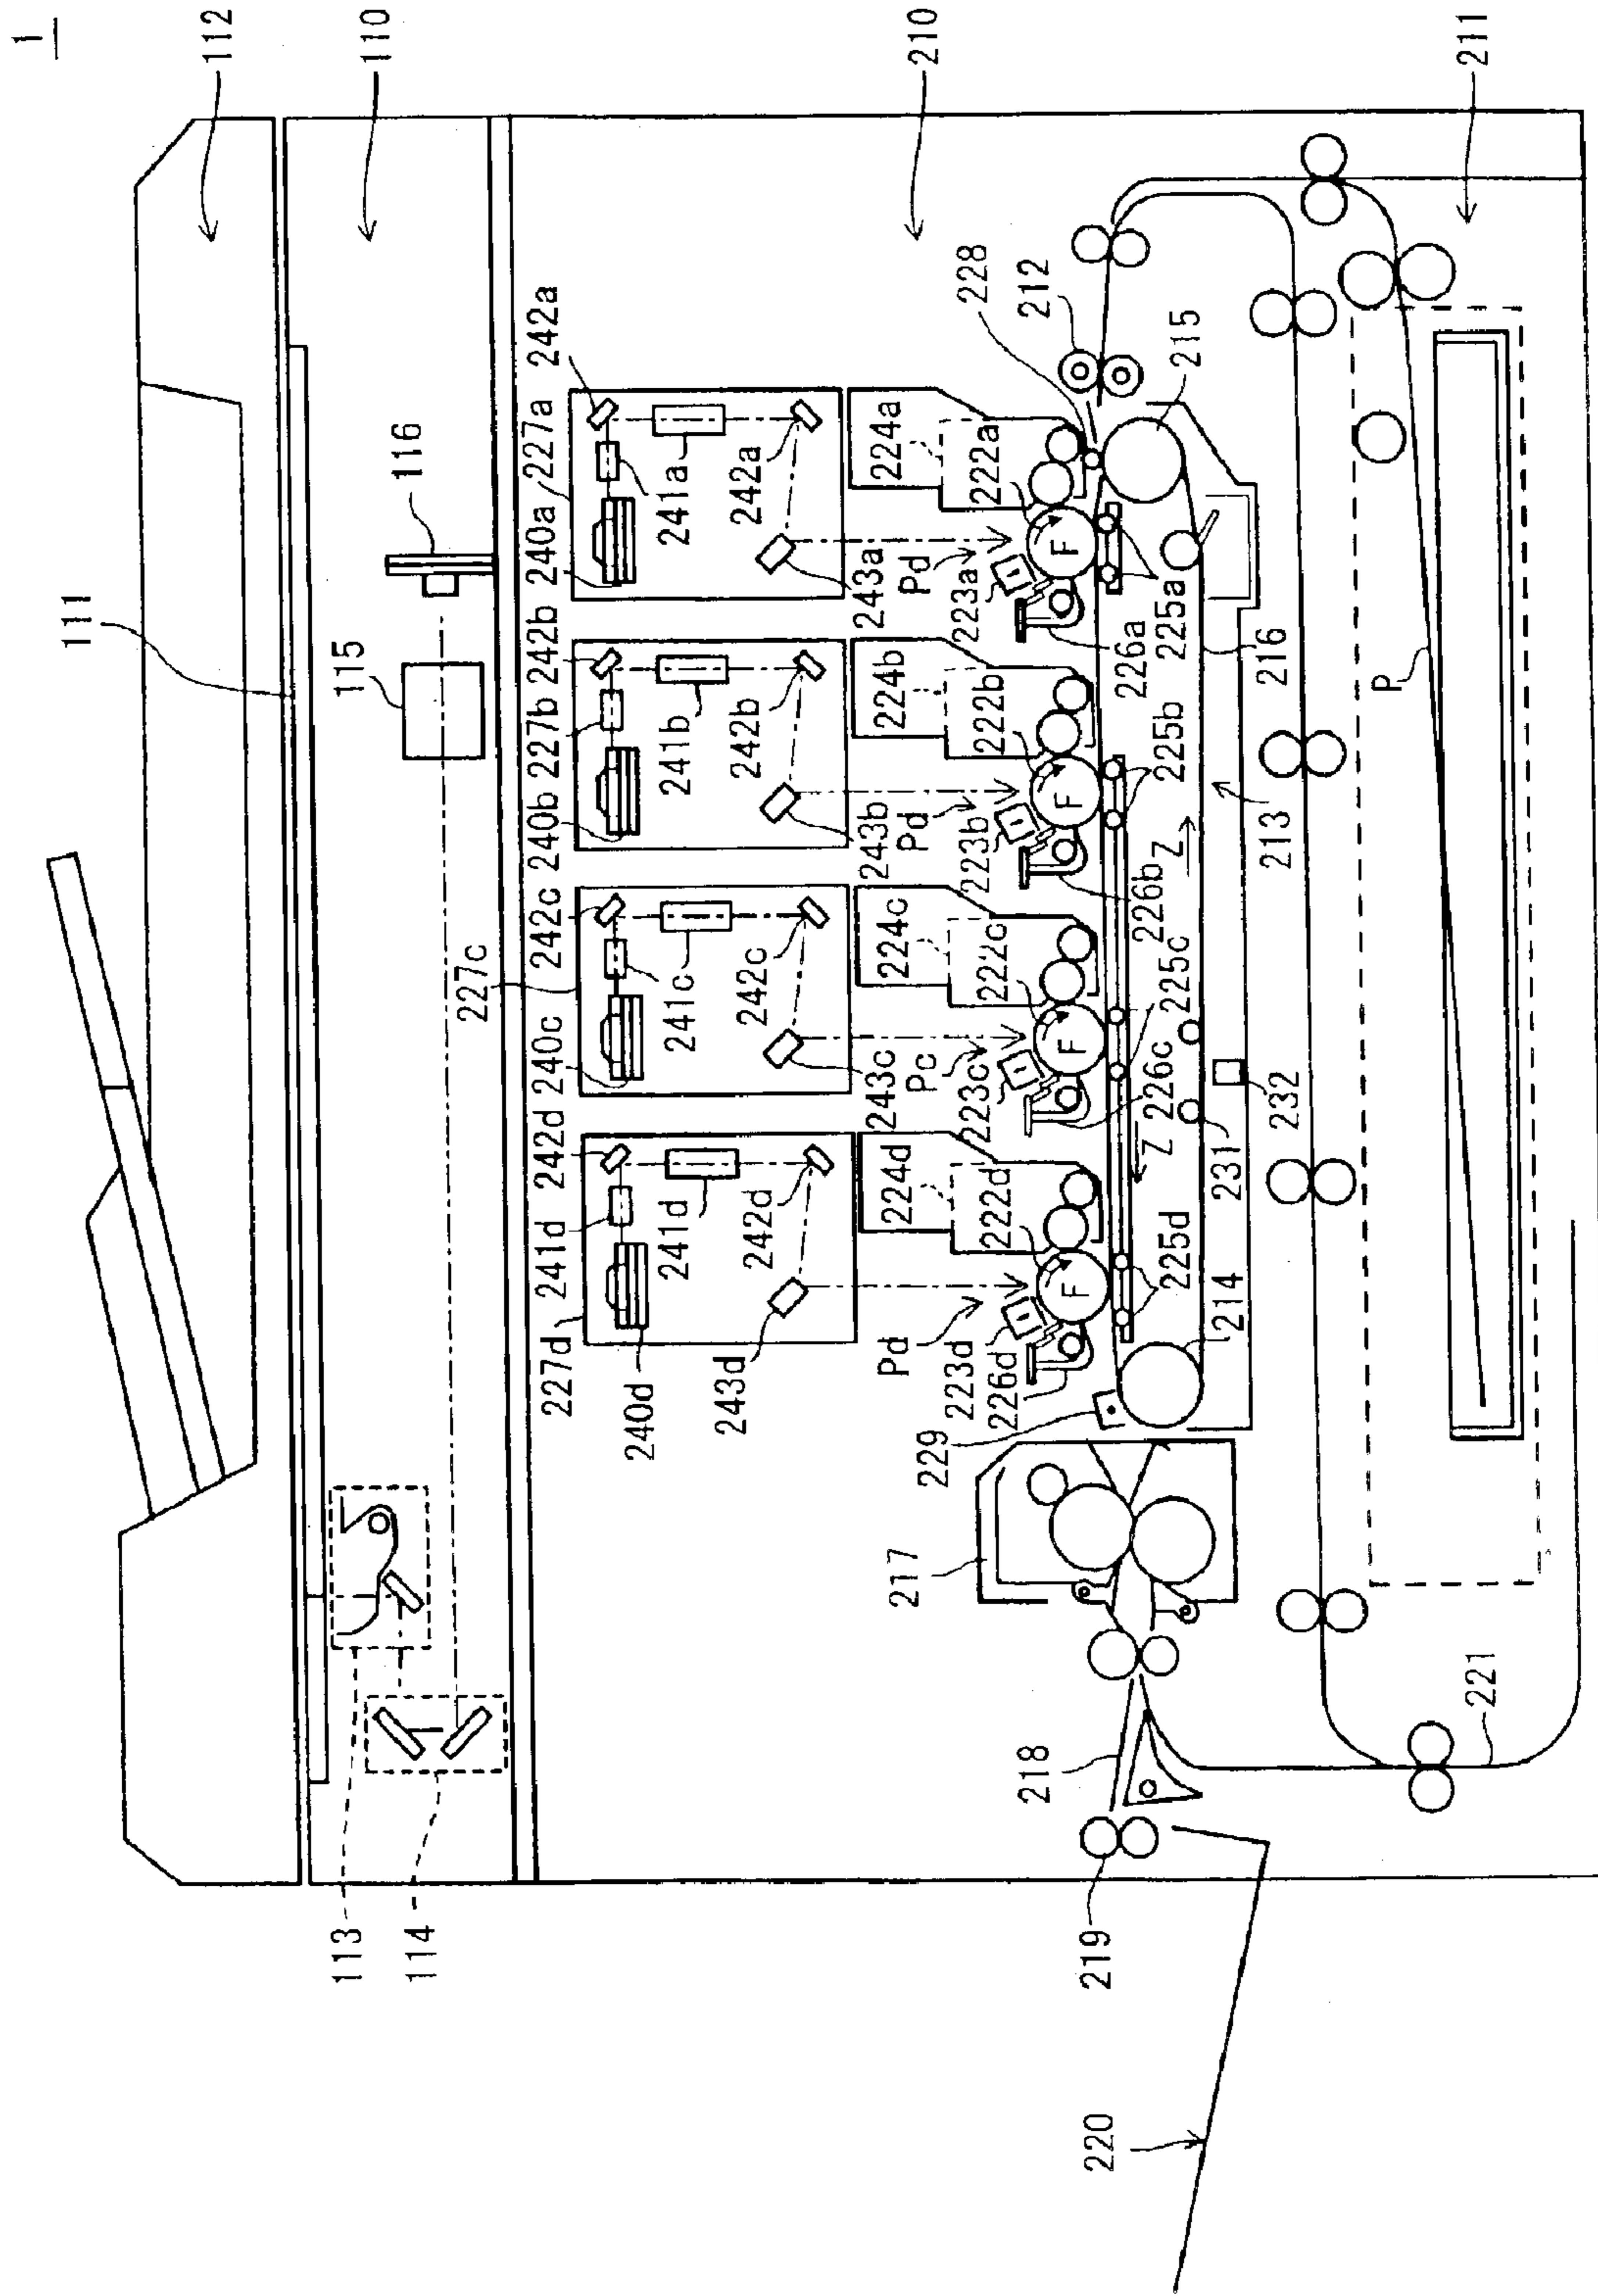 1
112
110
210
211
111
116
115
242a
227a
240a
241a
242a
243a
242b
227b
240b
241b
242b
243b
242c
227c
240c
241c
242c
243c
242d
241d
227d
240d
241d
242d
243d
228
212
215
224a
222a
Pd
223a
F
226a
225a
216
224b
222b
Pd
223b
F
226b
225b
Z
213
224c
222c
Pc
223c
F
226c
225c
Z
231
232
224d
222d
Pd
223d
F
226d
225d
214
229
217
P
218
221
219
220
113
114